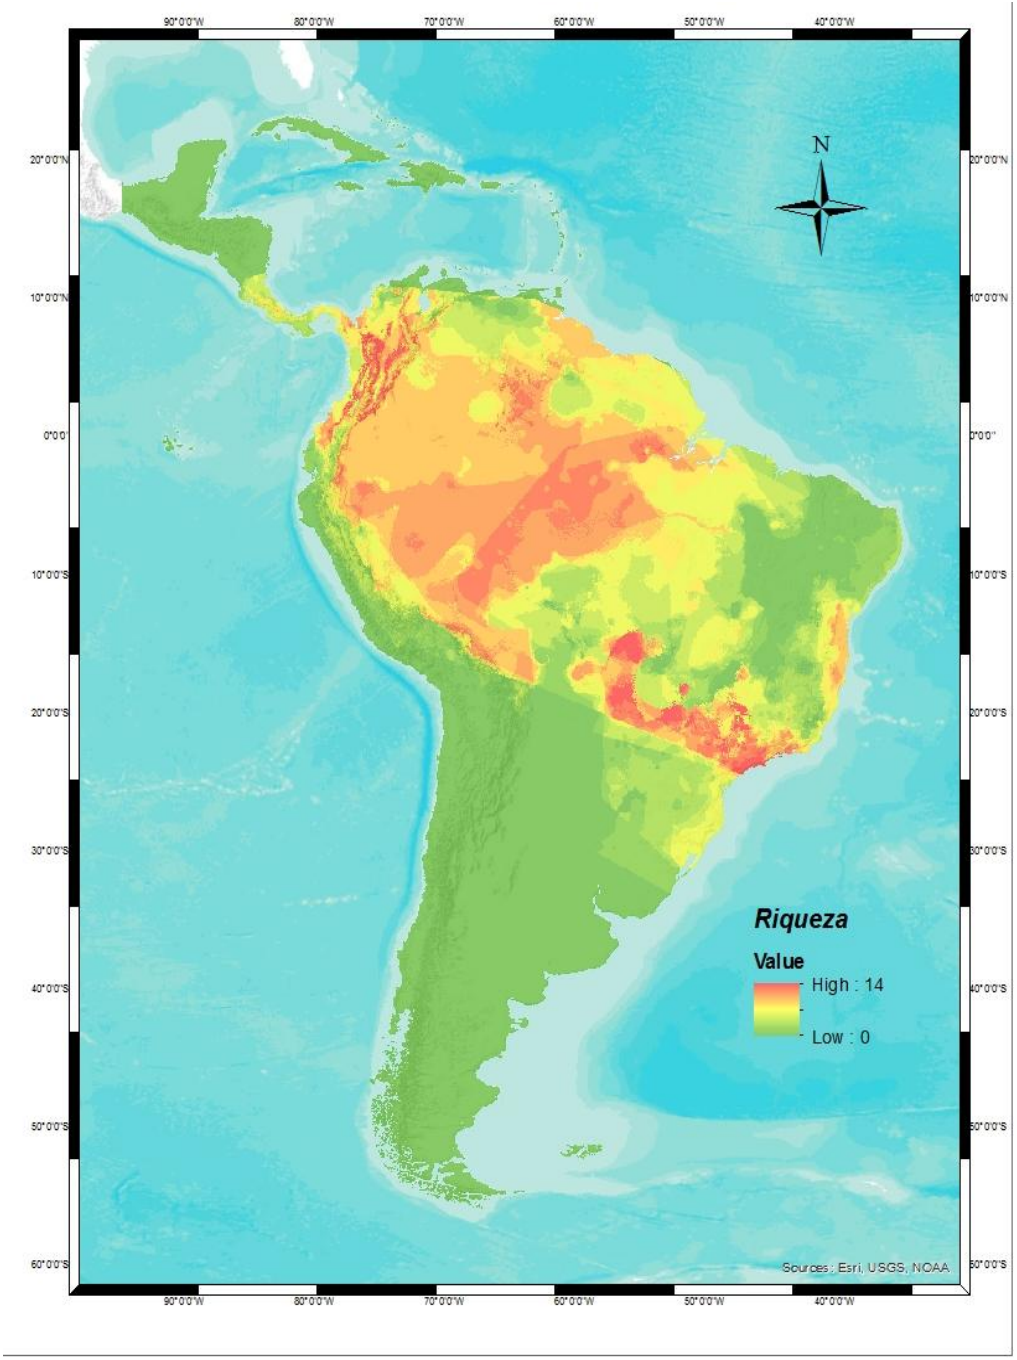 90°0'0"W 80°0'0"W 70°0'0"W 60°0'0"W 50°0'0"W 40°0'0"W
N
20°0'0"N 20°0'0"N
10°0'0"N 10°0'0"N
0°0'0" 0°0'0"
10°0'0"S 10°0'0"S
20°0'0"S 20°0'0"S
30°0'0"S 30°0'0"S
Riqueza
Value
High : 14
40°0'0"S 40°0'0"S
Low : 0
50°0'0"S 50°0'0"S
60°0'0"S 60°0'0"S
Sources: Esri, USGS, NOAA
90°0'0"W 80°0'0"W 70°0'0"W 60°0'0"W 50°0'0"W 40°0'0"W